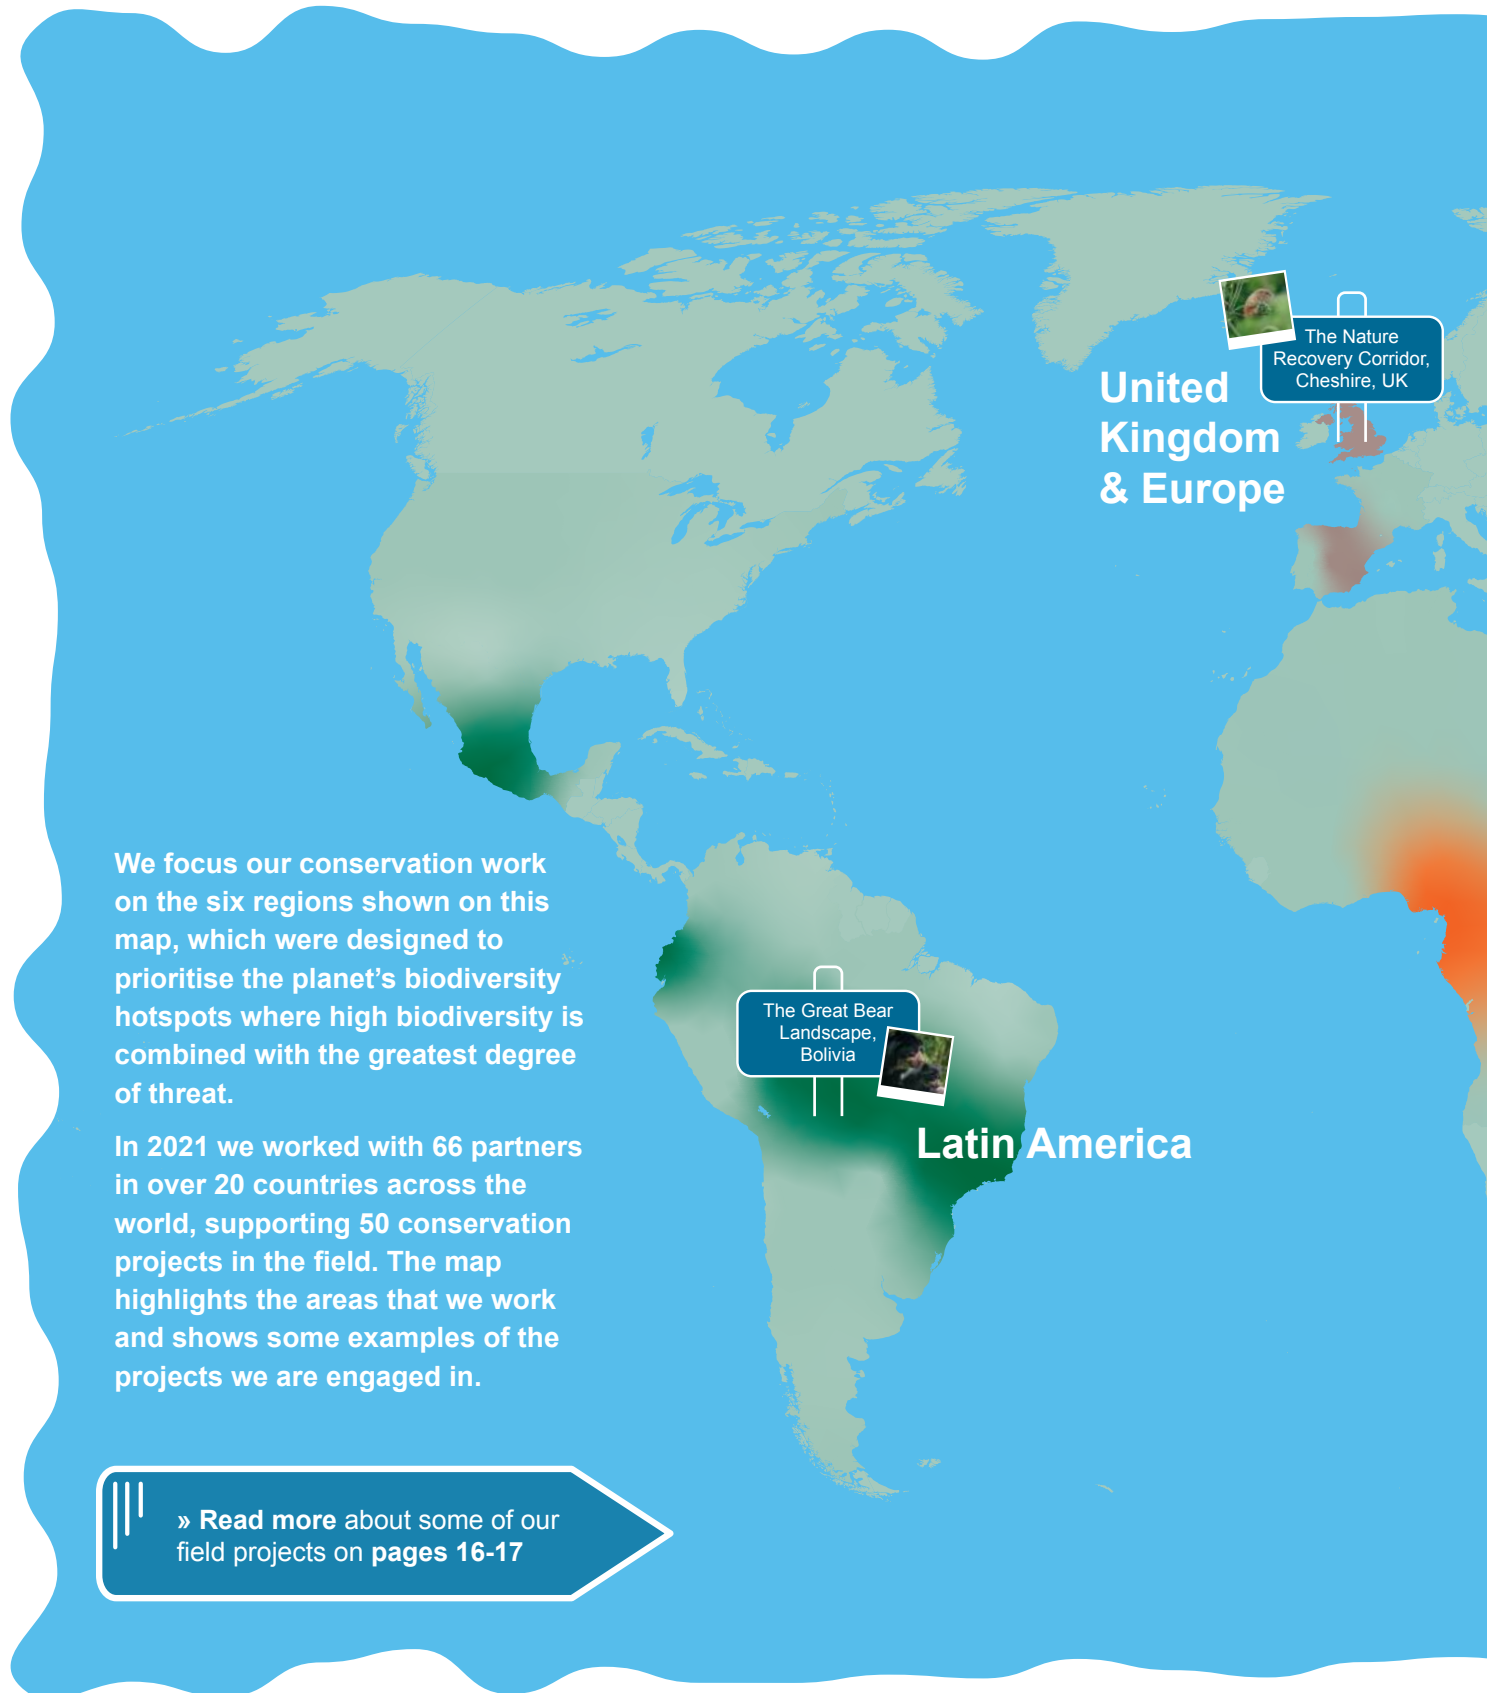 The Nature
Recovery Corridor,
Cheshire, UK
United
Kingdom
& Europe
We focus our conservation work
on the six regions shown on this
map, which were designed to
prioritise the planet’s biodiversity
hotspots where high biodiversity is
combined with the greatest degree
of threat.
The Great Bear
Landscape,
Bolivia
Latin America
In 2021 we worked with 66 partners
in over 20 countries across the
world, supporting 50 conservation
projects in the field. The map
highlights the areas that we work
and shows some examples of the
projects we are engaged in.
» Read more about some of our
field projects on pages 16-17